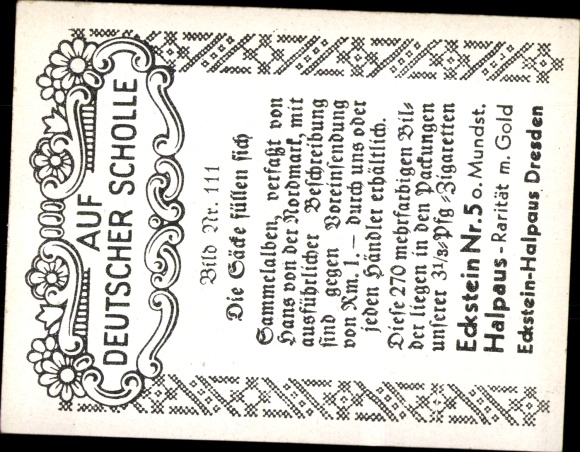 AUF
DEUTSCHER SCHOLLE
Bild Nr. 111
Die Säcke füllen sich
Sammelalben, verfaßt von
Hans von der Nordmark, mit
ausführlicher Beschreibung
sind gegen Voreinsendung
von Rm. 1.– durch uns oder
jeden Händler erhältlich.
Diese 270 mehrfarbigen Bil-
der liegen in den Packungen
unserer 3 1/3-Pfg-Zigaretten
Eckstein Nr. 5 o. Mundst.
Halpaus-Rarität m. Gold
Eckstein-Halpaus Dresden